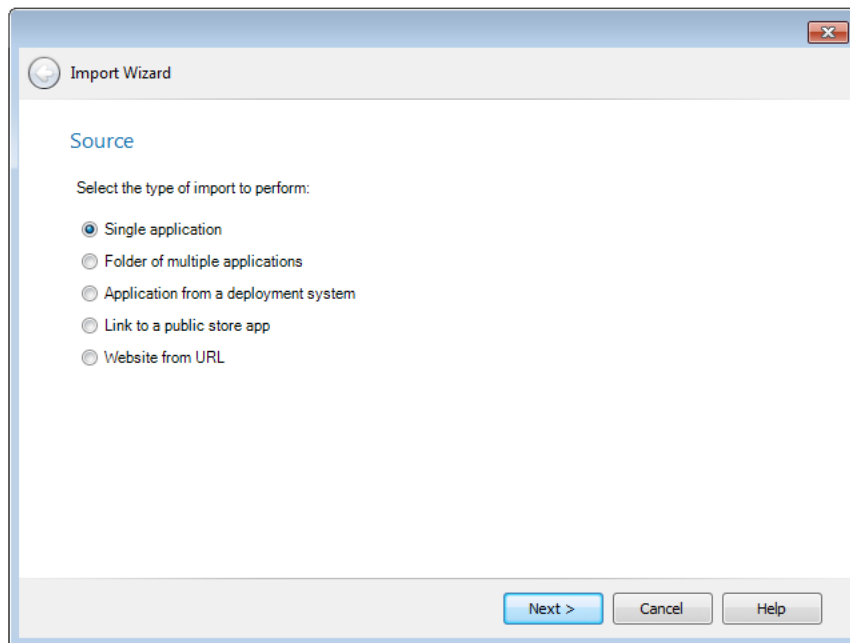 Import Wizard
Source
Select the type of import to perform:
Single application
Folder of multiple applications
Application from a deployment system
Link to a public store app
Website from URL
Next > Cancel Help